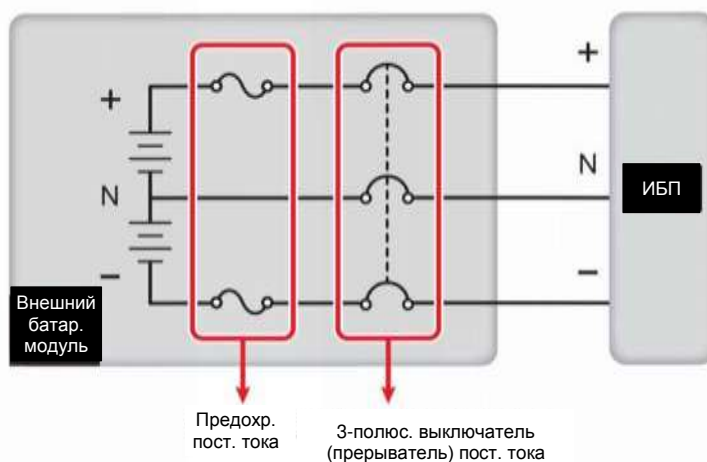 +
+
N
N
ИБП
−
−
Внешний
батар.
модуль
Предохр.
пост. тока
3-полюс. выключатель
(прерыватель) пост. тока